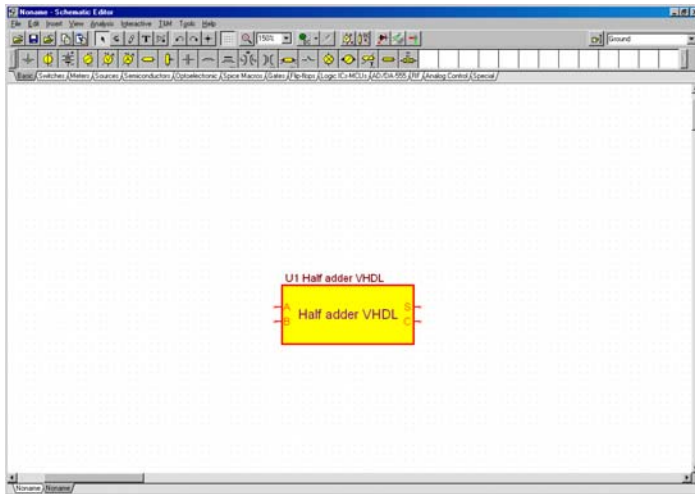 Noname - Schematic Editor
File Edit Insert View Analysis Interactive T&M Tools Help
150% Ground
Basic Switches Meters Sources Semiconductors Optoelectronic Spice Macros Gates Flip-flops Logic ICs-MCUs AD/DA-555 RF Analog Control Special
U1 Half adder VHDL
A Half adder VHDL S
B C
Noname Noname